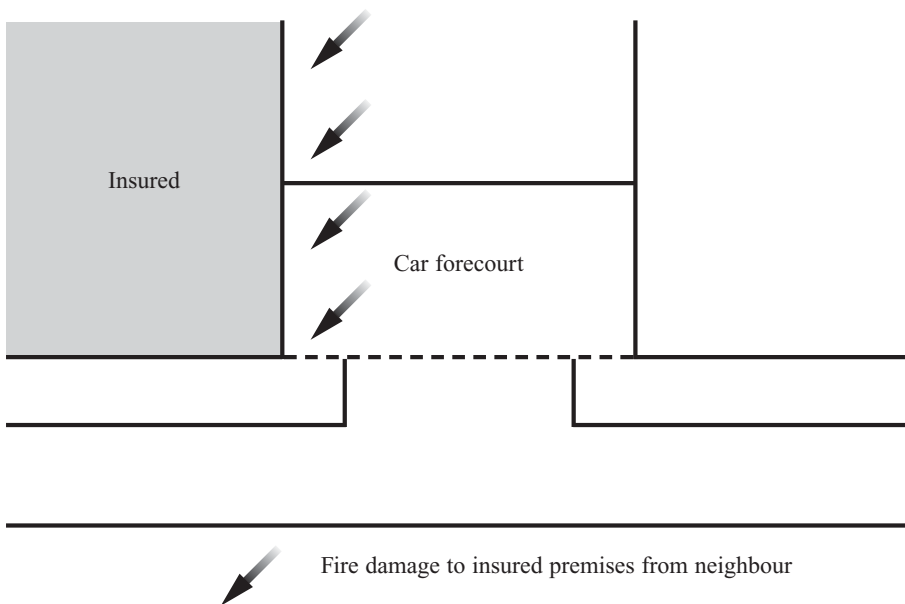 Insured
Car forecourt
Fire damage to insured premises from neighbour